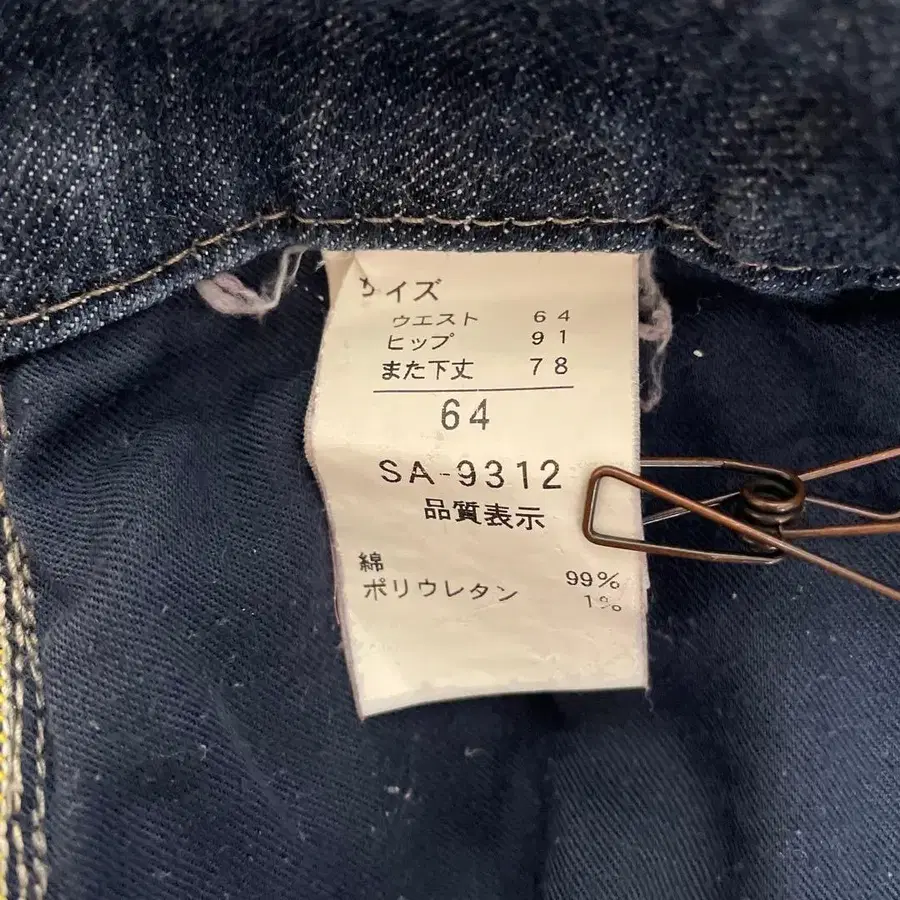 サイズ
ウエスト 64
ヒップ 91
また下丈 78
64
SA-9312
品質表示
綿 99%
ポリウレタン 1%